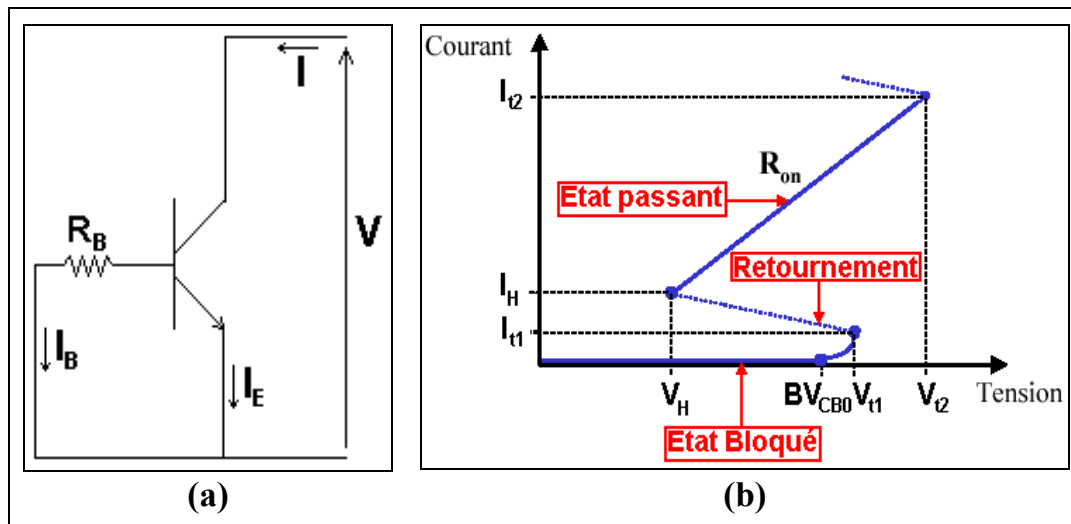 I
V
R_B
I_B
I_E
(a)
Courant
I_t2
R_on
Etat passant
Retournement
I_H
I_t1
V_H
BV_CB0
V_t1
V_t2
Tension
Etat Bloqué
(b)